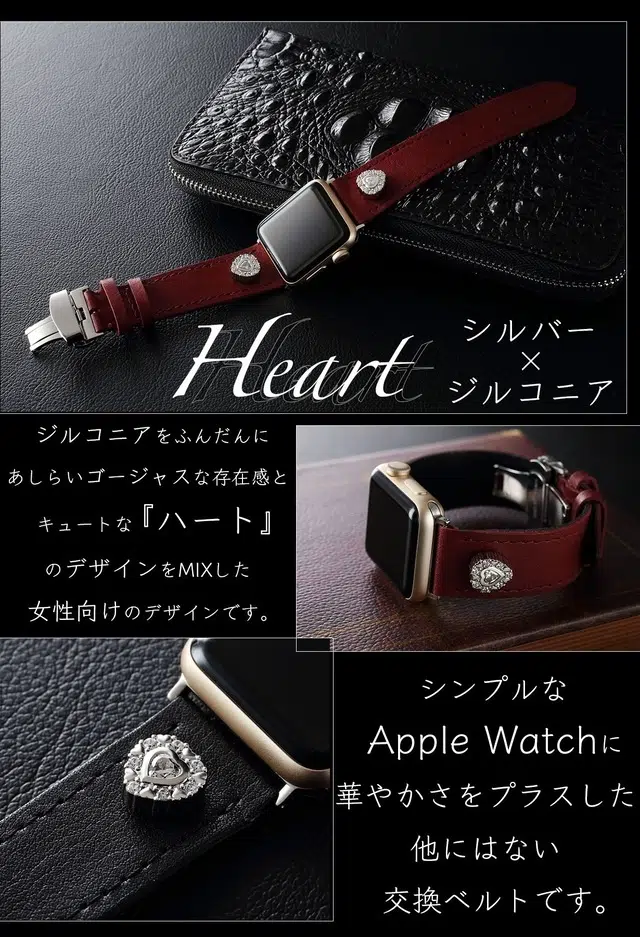 Heart
シルバー
×
ジルコニア
ジルコニアをふんだんに
あしらいゴージャスな存在感と
キュートな『ハート』
のデザインをMIXした
女性向けのデザインです。
シンプルな
Apple Watchに
華やかさをプラスした
他にはない
交換ベルトです。